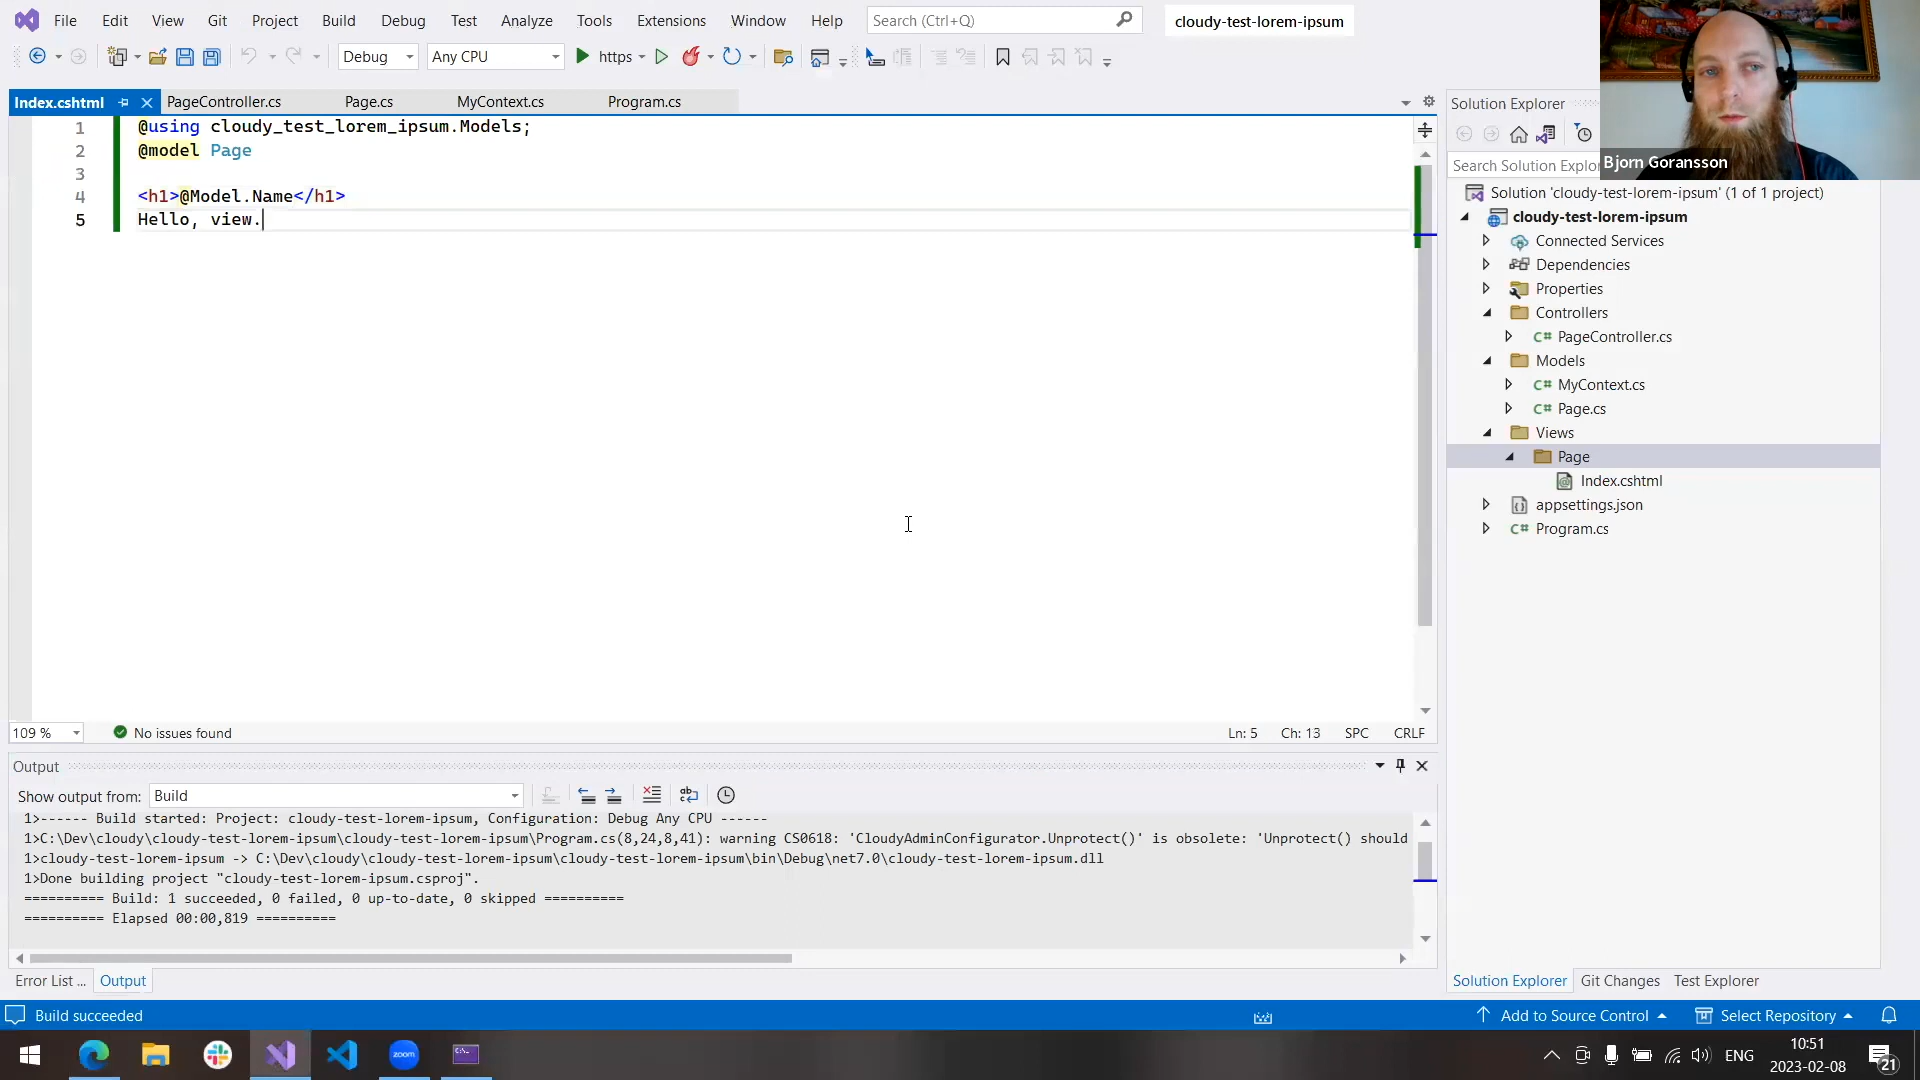 File Edit View Git Project Build Debug Test Analyze Tools Extensions Window Help Search (Ctrl+Q) cloudy-test-lorem-ipsum
Debug Any CPU https
Index.cshtml PageController.cs Page.cs MyContext.cs Program.cs
1 @using cloudy_test_lorem_ipsum.Models;
2 @model Page
3
4 <h1>@Model.Name</h1>
5 Hello, view.
109 % No issues found Ln: 5 Ch: 13 SPC CRLF
Output
Show output from: Build
1>------ Build started: Project: cloudy-test-lorem-ipsum, Configuration: Debug Any CPU ------
1>C:\Dev\cloudy\cloudy-test-lorem-ipsum\cloudy-test-lorem-ipsum\Program.cs(8,24,8,41): warning CS0618: 'CloudyAdminConfigurator.Unprotect()' is obsolete: 'Unprotect() should
1>cloudy-test-lorem-ipsum -> C:\Dev\cloudy\cloudy-test-lorem-ipsum\cloudy-test-lorem-ipsum\bin\Debug\net7.0\cloudy-test-lorem-ipsum.dll
1>Done building project "cloudy-test-lorem-ipsum.csproj".
========== Build: 1 succeeded, 0 failed, 0 up-to-date, 0 skipped ==========
========== Elapsed 00:00,819 ==========
Error List ... Output
Solution Explorer
Search Solution Explo
Bjorn Goransson
Solution 'cloudy-test-lorem-ipsum' (1 of 1 project)
cloudy-test-lorem-ipsum
Connected Services
Dependencies
Properties
Controllers
C# PageController.cs
Models
C# MyContext.cs
C# Page.cs
Views
Page
Index.cshtml
appsettings.json
C# Program.cs
Solution Explorer Git Changes Test Explorer
Build succeeded Add to Source Control Select Repository
zoom ENG 10:51
2023-02-08 21